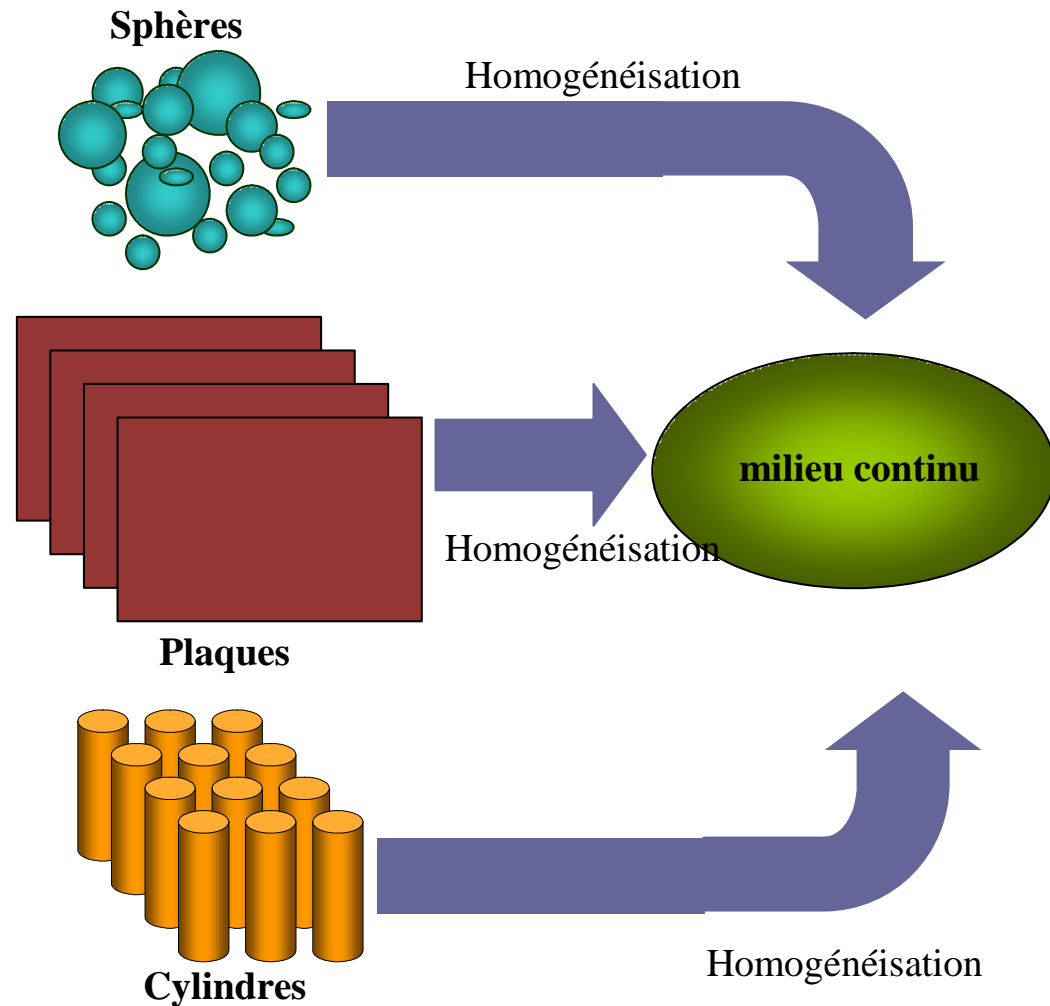 Sphères
Homogénéisation
milieu continu
Homogénéisation
Plaques
Homogénéisation
Cylindres